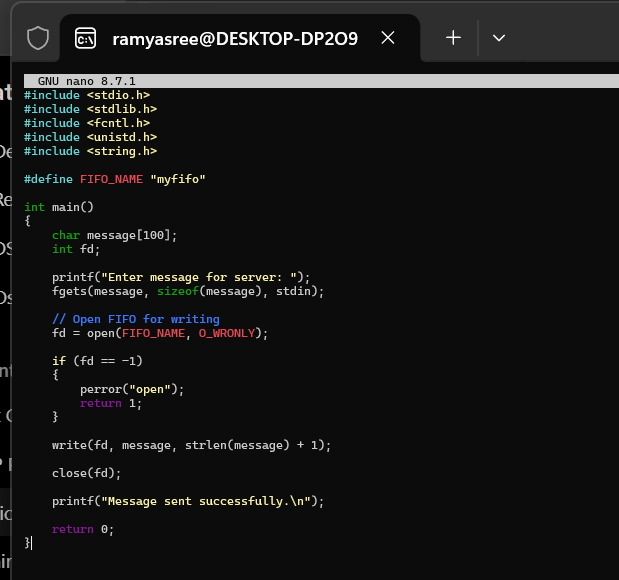 ramyasree@DESKTOP-DP2O9
GNU nano 8.7.1
#include <stdio.h>
#include <stdlib.h>
#include <fcntl.h>
#include <unistd.h>
#include <string.h>

#define FIFO_NAME "myfifo"

int main()
{
    char message[100];
    int fd;

    printf("Enter message for server: ");
    fgets(message, sizeof(message), stdin);

    // Open FIFO for writing
    fd = open(FIFO_NAME, O_WRONLY);

    if (fd == -1)
    {
        perror("open");
        return 1;
    }

    write(fd, message, strlen(message) + 1);

    close(fd);

    printf("Message sent successfully.\n");

    return 0;
}